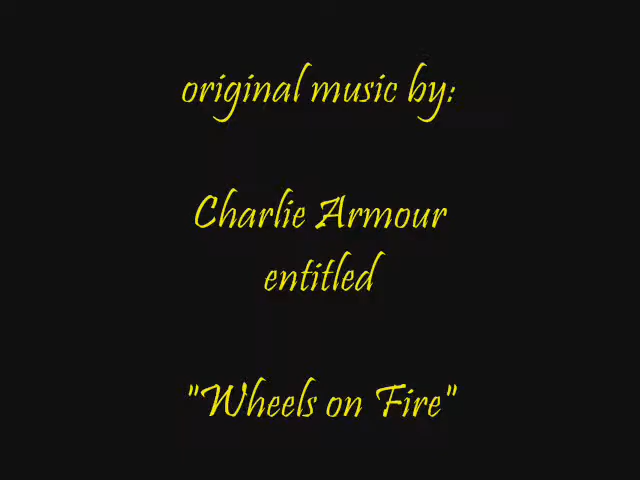 original music by:
Charlie Armour
entitled
"Wheels on Fire"